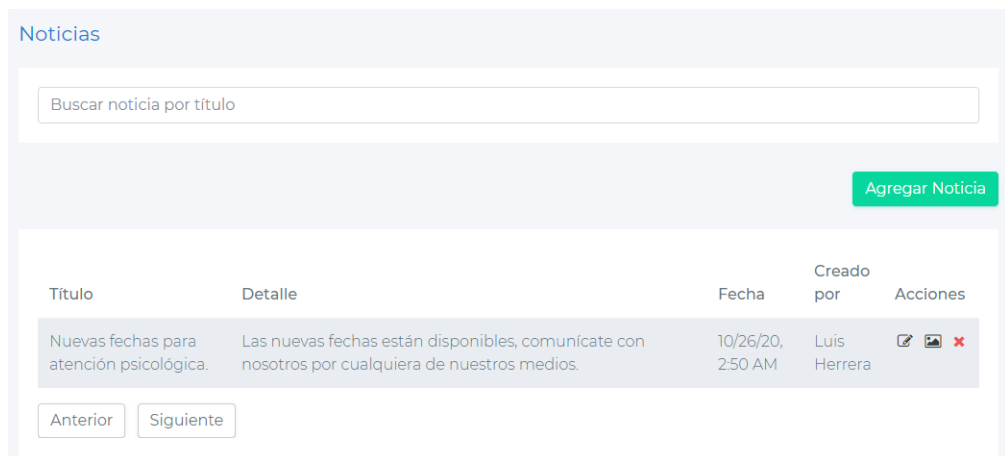 Noticias
Buscar noticia por título
Agregar Noticia
Título
Detalle
Fecha
Creado
por
Acciones
Nuevas fechas para
atención psicológica.
Las nuevas fechas están disponibles, comunícate con
nosotros por cualquiera de nuestros medios.
10/26/20,
2:50 AM
Luis
Herrera
Anterior
Siguiente